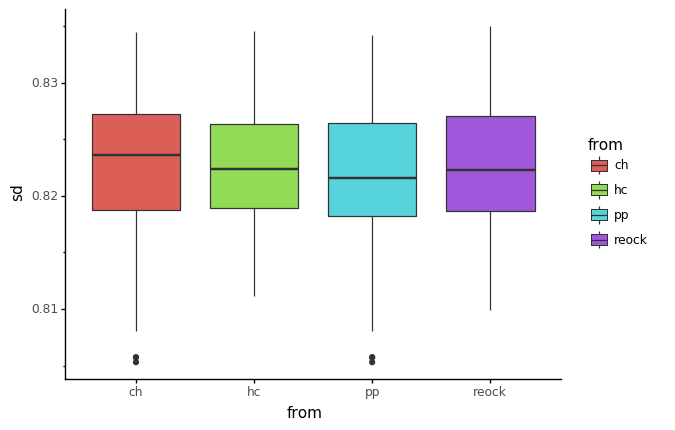 sd
0.83
0.82
0.81
ch
hc
pp
reock
from
from
ch
hc
pp
reock